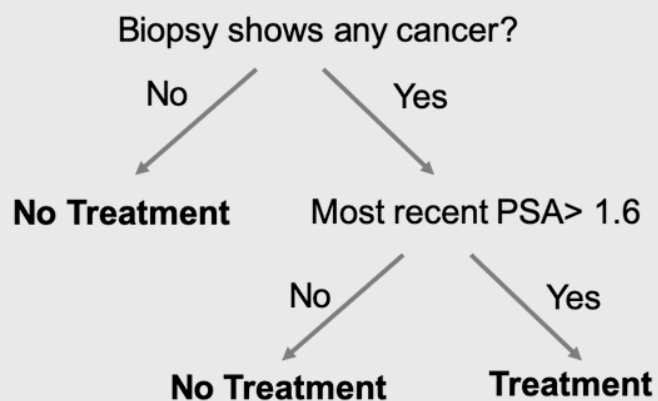 Biopsy shows any cancer?
No
Yes
No Treatment
Most recent PSA> 1.6
No
Yes
No Treatment
Treatment